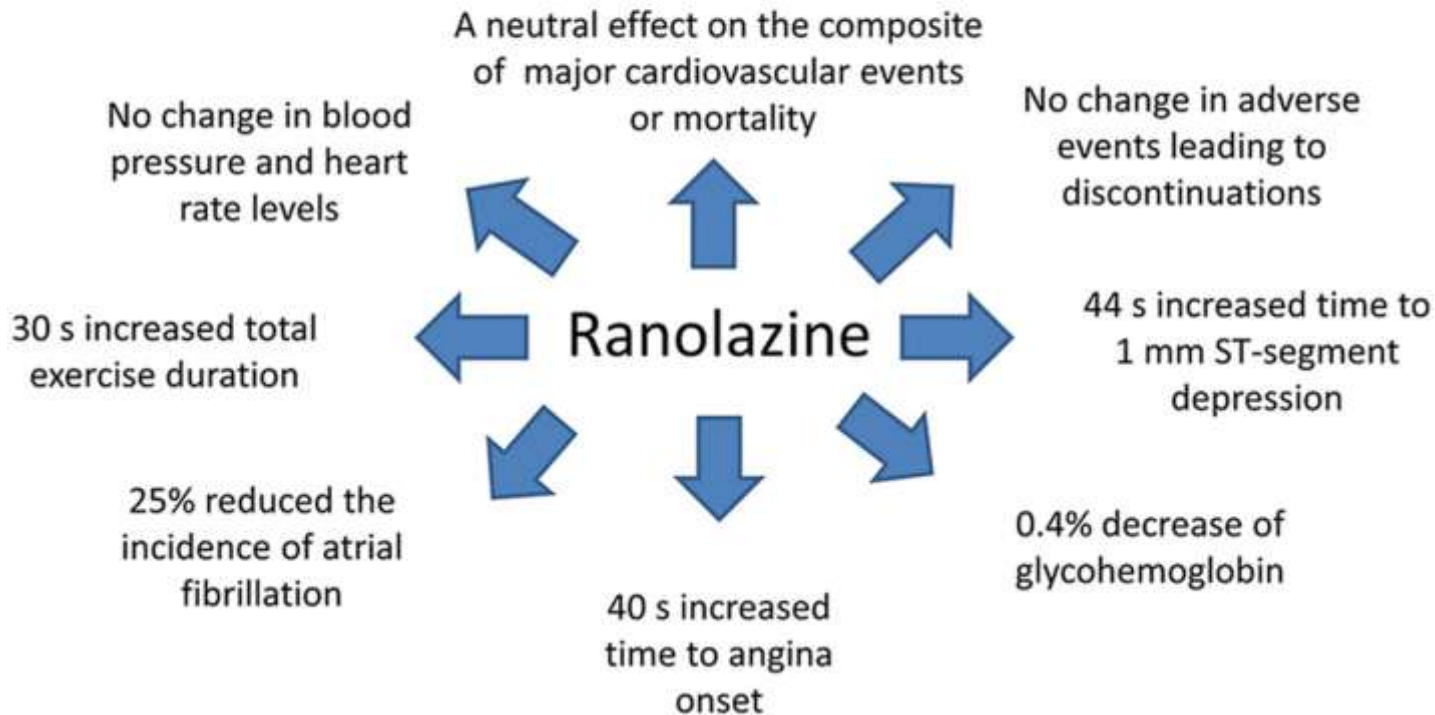 A neutral effect on the composite
of major cardiovascular events
or mortality
No change in blood
pressure and heart
rate levels
No change in adverse
events leading to
discontinuations
30 s increased total
exercise duration
Ranolazine
44 s increased time to
1 mm ST-segment
depression
25% reduced the
incidence of atrial
fibrillation
40 s increased
time to angina
onset
0.4% decrease of
glycohemoglobin